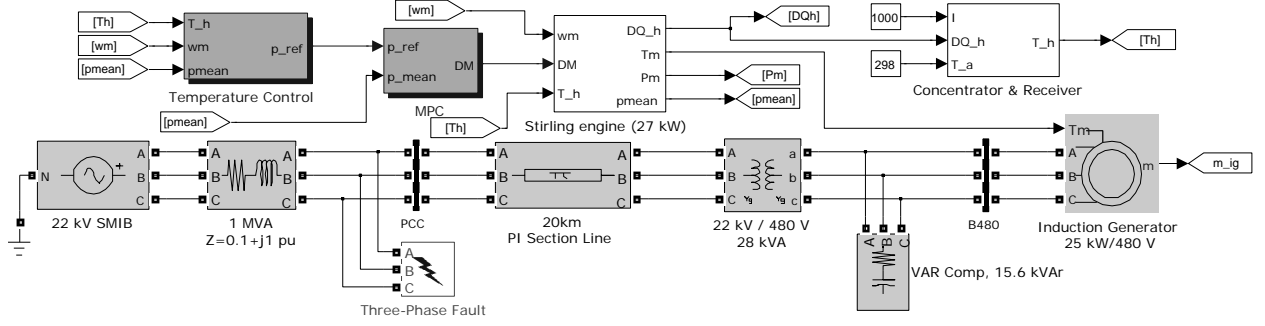 [Th]
[wm]
[pmean]
T_h
wm
pmean
p_ref
Temperature Control
[pmean]
p_ref
p_mean
DM
MPC
[wm]
[Th]
wm
DM
T_h
DQ_h
Tm
Pm
pmean
Stirling engine (27 kW)
[DQh]
[Pm]
[pmean]
1000
298
I
DQ_h
T_a
T_h
Concentrator & Receiver
[Th]
N
A
B
C
22 kV SMIB
A
B
C
A
B
C
1 MVA
Z=0.1+j1 pu
PCC
A
B
C
Three-Phase Fault
A
B
C
A
B
C
20km
PI Section Line
A
B
C
a
b
c
Yg
Yg
22 kV / 480 V
28 kVA
A
B
C
VAR Comp, 15.6 kVAr
B480
Tm
A
B
C
m
Induction Generator
25 kW/480 V
m_ig